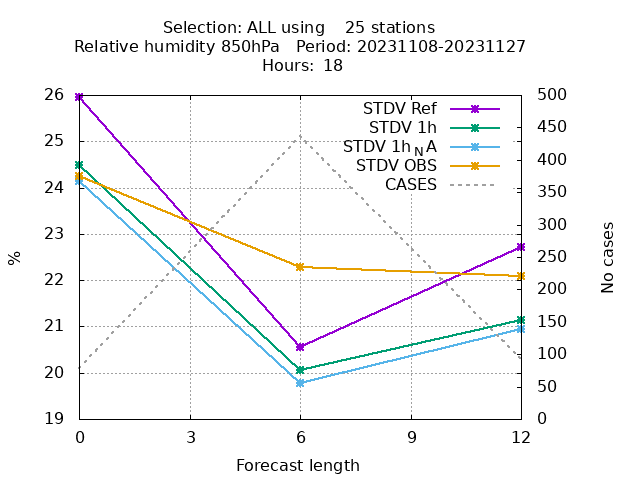 Selection: ALL using    25 stations
Relative humidity 850hPa   Period: 20231108-20231127
Hours: 18
STDV Ref
STDV 1h
STDV 1h_NA
STDV OBS
CASES
26
25
24
23
22
21
20
19
500
450
400
350
300
250
200
150
100
50
0
%
No cases
0 3 6 9 12
Forecast length